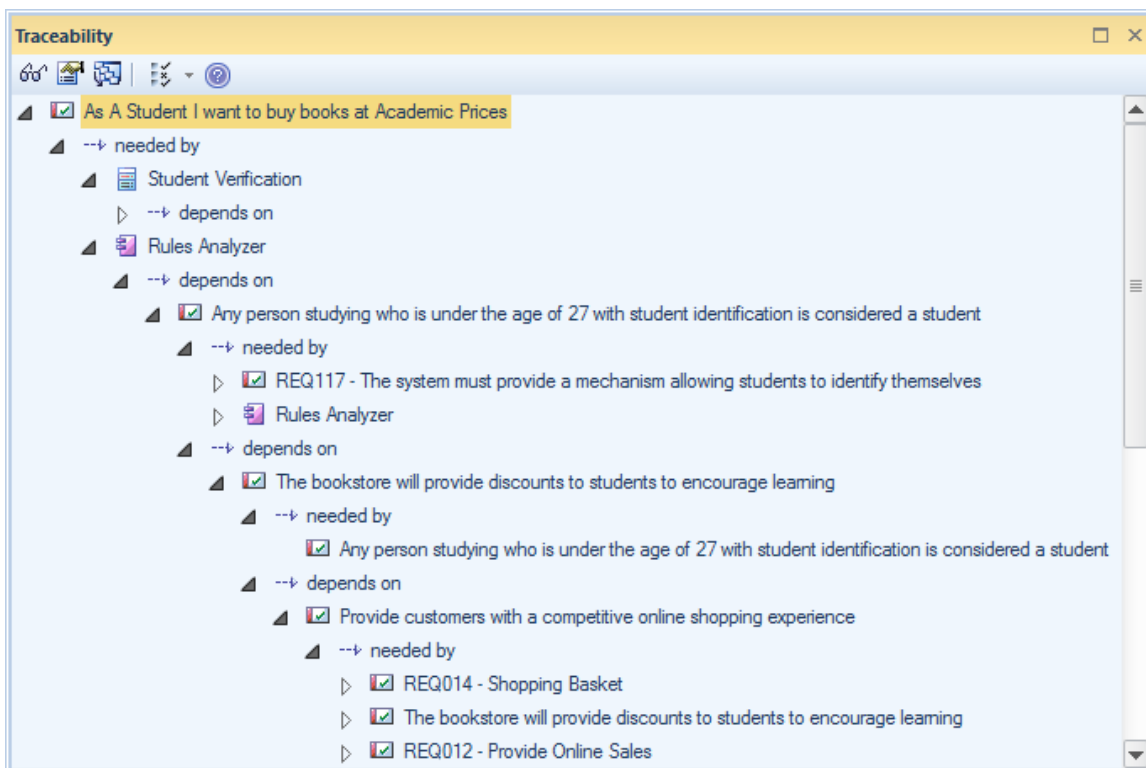 Traceability
As A Student I want to buy books at Academic Prices
needed by
Student Verification
depends on
Rules Analyzer
depends on
Any person studying who is under the age of 27 with student identification is considered a student
needed by
REQ117 - The system must provide a mechanism allowing students to identify themselves
Rules Analyzer
depends on
The bookstore will provide discounts to students to encourage learning
needed by
Any person studying who is under the age of 27 with student identification is considered a student
depends on
Provide customers with a competitive online shopping experience
needed by
REQ014 - Shopping Basket
The bookstore will provide discounts to students to encourage learning
REQ012 - Provide Online Sales